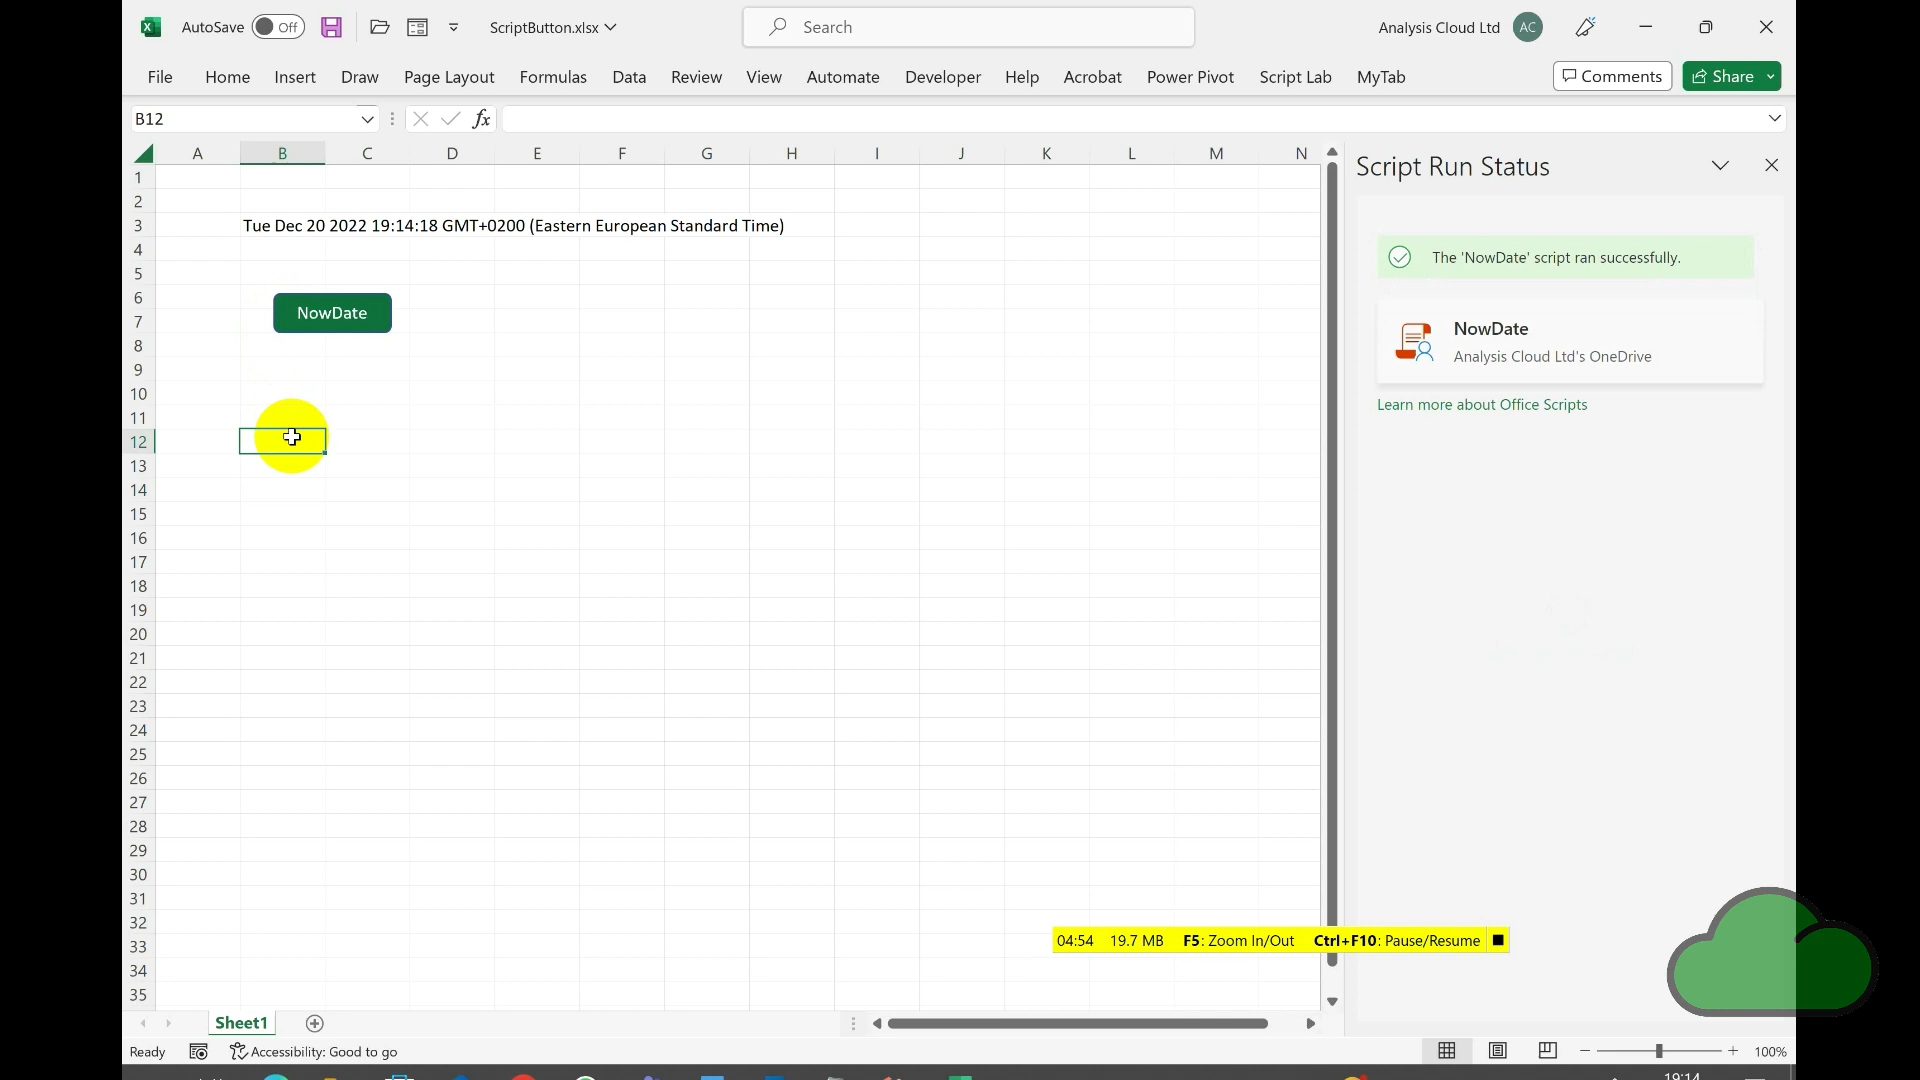 AutoSave Off ScriptButton.xlsx Search Analysis Cloud Ltd AC
File Home Insert Draw Page Layout Formulas Data Review View Automate Developer Help Acrobat Power Pivot Script Lab MyTab Comments Share
B12 fx
A B C D E F G H I J K L M N
Script Run Status
1
2
3 Tue Dec 20 2022 19:14:18 GMT+0200 (Eastern European Standard Time)
4
The 'NowDate' script ran successfully.
5
6
NowDate
7
NowDate
Analysis Cloud Ltd's OneDrive
8
9
10
Learn more about Office Scripts
11
12
13
14
15
16
17
18
19
20
21
22
23
24
25
26
27
28
29
30
31
32
33
04:54 19.7 MB F5: Zoom In/Out Ctrl+F10: Pause/Resume
34
35
Sheet1
Ready Accessibility: Good to go 100%
19:14